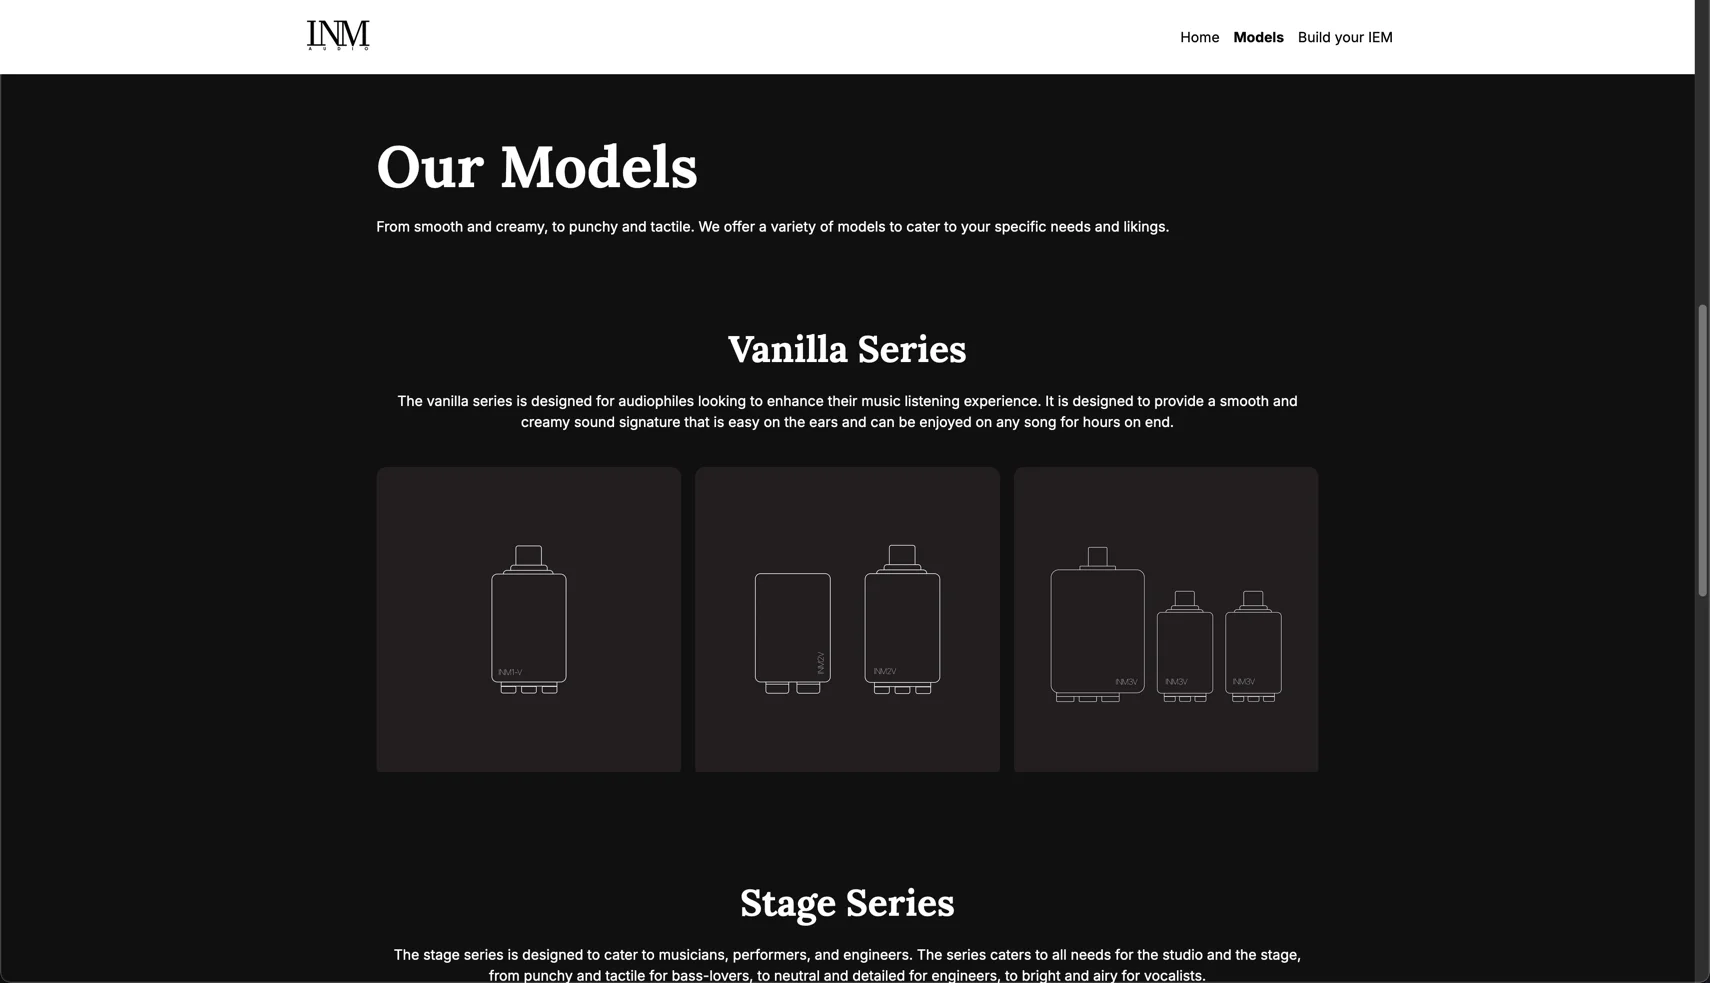 INM
AUDIO
Home Models Build your IEM
Our Models
From smooth and creamy, to punchy and tactile. We offer a variety of models to cater to your specific needs and likings.
Vanilla Series
The vanilla series is designed for audiophiles looking to enhance their music listening experience. It is designed to provide a smooth and
creamy sound signature that is easy on the ears and can be enjoyed on any song for hours on end.
INM1-V
INM2V
INM2V
INM3V
INM3V
INM3V
Stage Series
The stage series is designed to cater to musicians, performers, and engineers. The series caters to all needs for the studio and the stage,
from punchy and tactile for bass-lovers, to neutral and detailed for engineers, to bright and airy for vocalists.